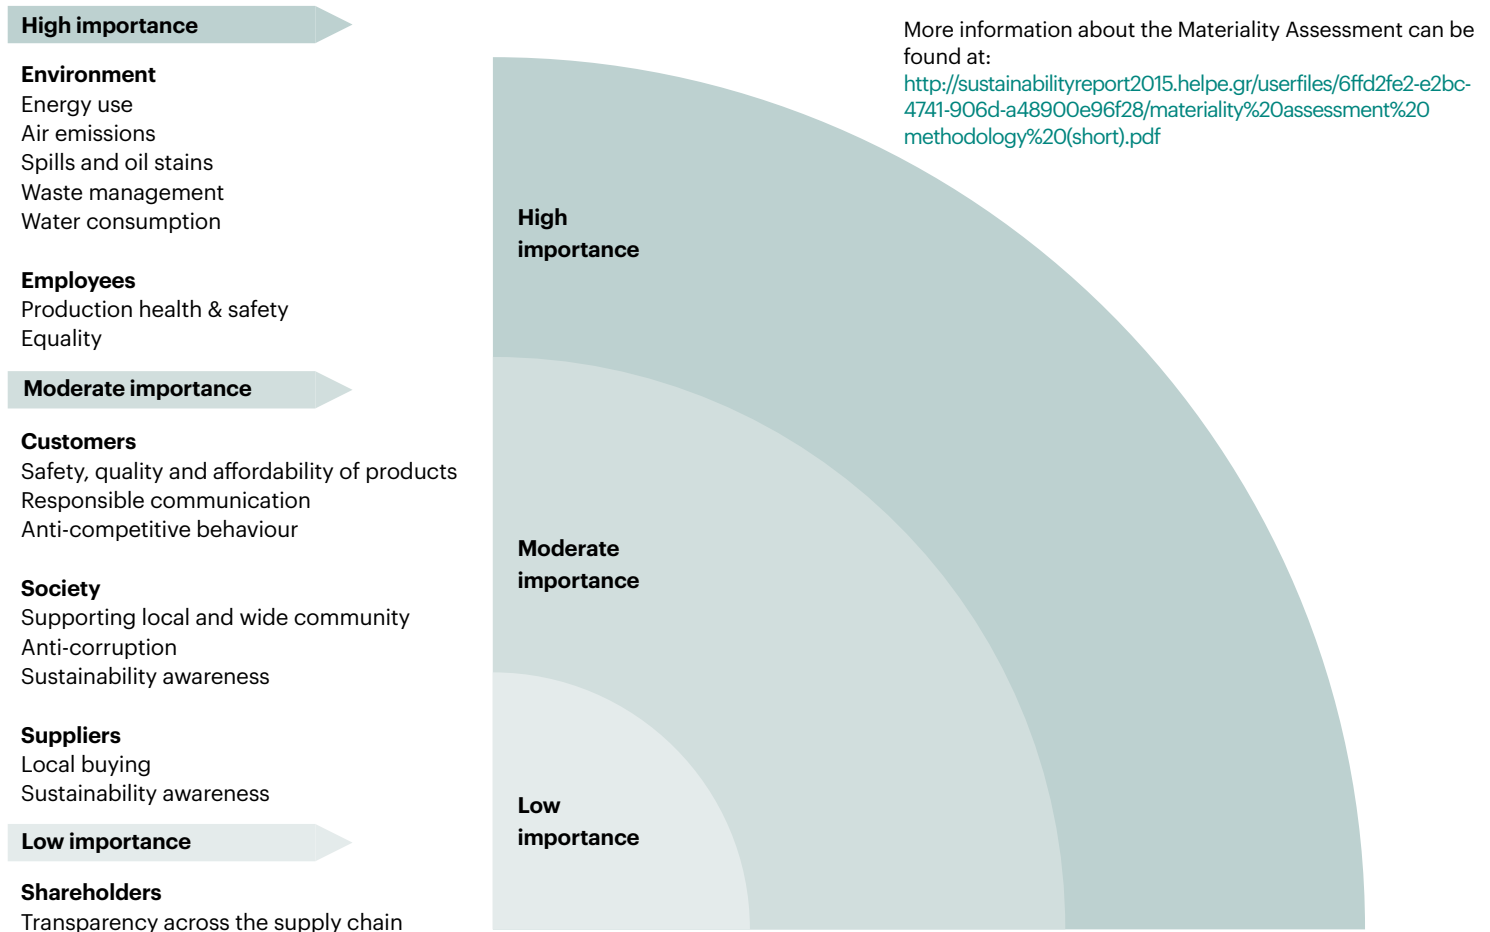 High importance
Environment
Energy use
Air emissions
Spills and oil stains
Waste management
Water consumption
Employees
Production health & safety
Equality
Moderate importance
Customers
Safety, quality and affordability of products
Responsible communication
Anti-competitive behaviour
Society
Supporting local and wide community
Anti-corruption
Sustainability awareness
Suppliers
Local buying
Sustainability awareness
Low importance
Shareholders
Transparency across the supply chain
More information about the Materiality Assessment can be
found at:
http://sustainabilityreport2015.helpe.gr/userfiles/6ffd2fe2-e2bc-
4741-906d-a48900e96f28/materiality%20assessment%20
methodology%20(short).pdf
High
importance
Moderate
importance
Low
importance